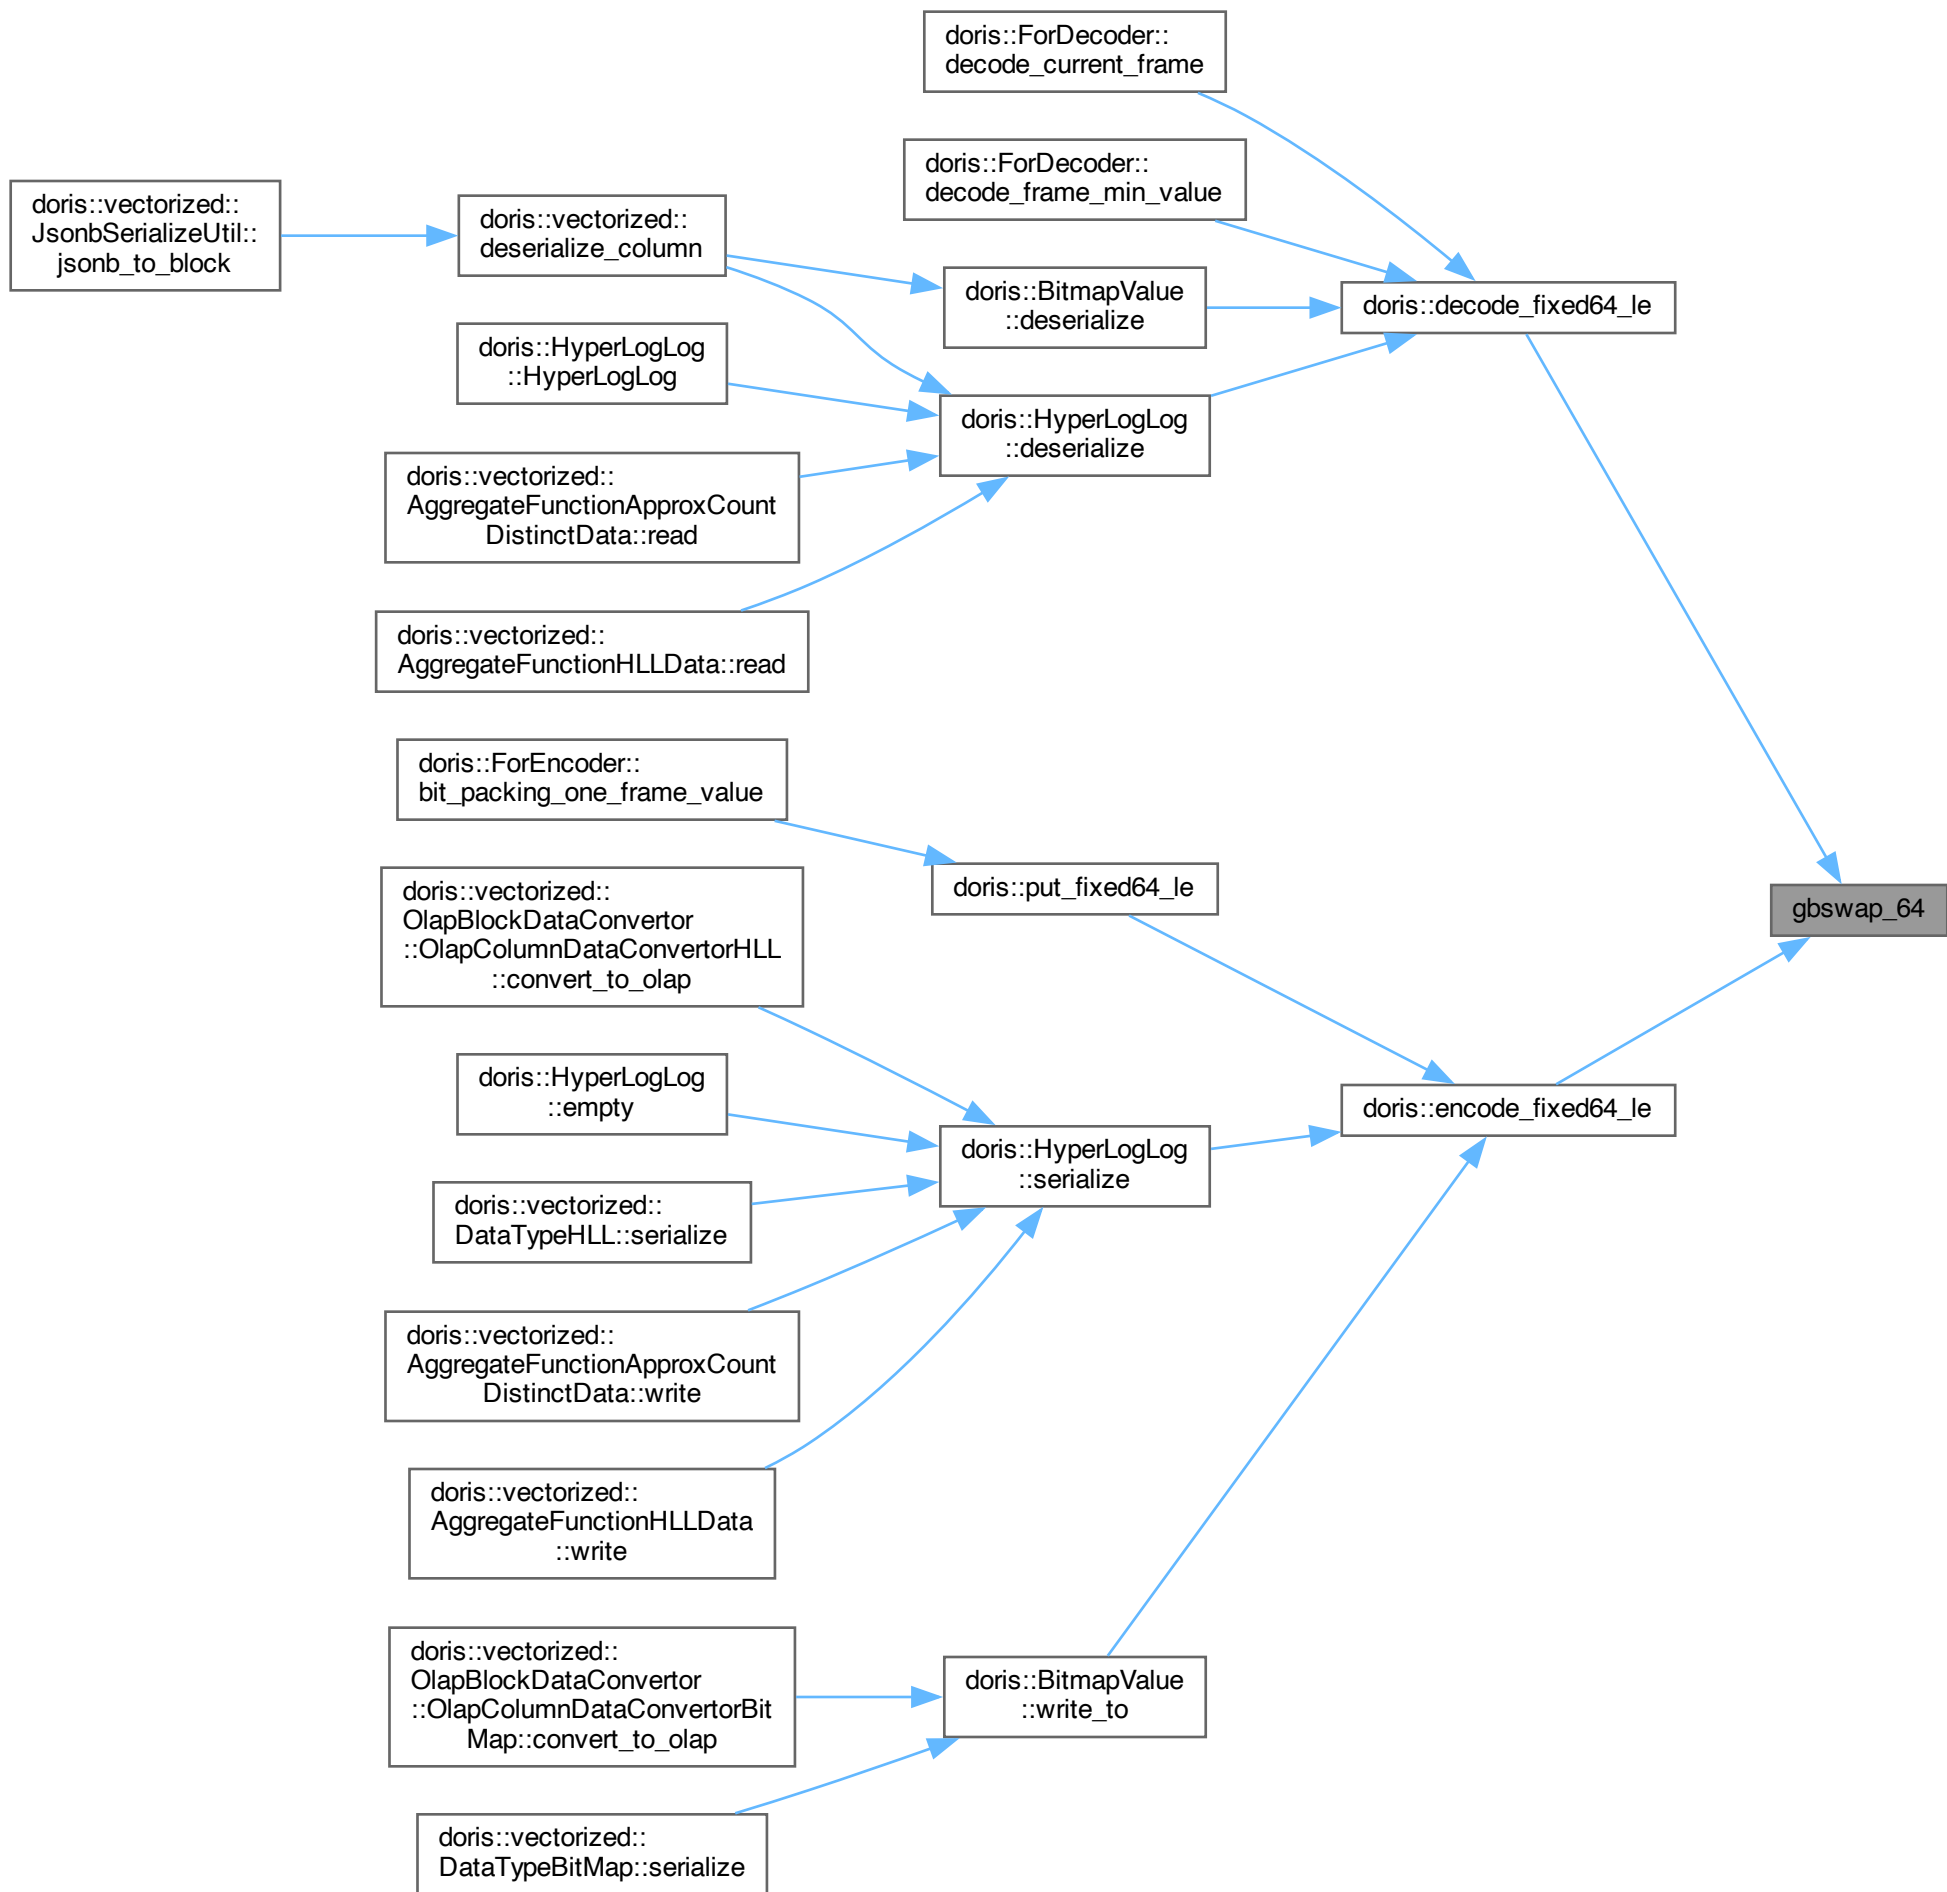 doris::ForDecoder::
decode_current_frame
doris::ForDecoder::
decode_frame_min_value
doris::vectorized::
JsonbSerializeUtil::
jsonb_to_block
doris::vectorized::
deserialize_column
doris::BitmapValue
::deserialize
doris::decode_fixed64_le
doris::HyperLogLog
::HyperLogLog
doris::HyperLogLog
::deserialize
doris::vectorized::
AggregateFunctionApproxCount
DistinctData::read
doris::vectorized::
AggregateFunctionHLLData::read
doris::ForEncoder::
bit_packing_one_frame_value
doris::put_fixed64_le
gbswap_64
doris::vectorized::
OlapBlockDataConvertor
::OlapColumnDataConvertorHLL
::convert_to_olap
doris::HyperLogLog
::empty
doris::encode_fixed64_le
doris::HyperLogLog
::serialize
doris::vectorized::
DataTypeHLL::serialize
doris::vectorized::
AggregateFunctionApproxCount
DistinctData::write
doris::vectorized::
AggregateFunctionHLLData
::write
doris::vectorized::
OlapBlockDataConvertor
::OlapColumnDataConvertorBit
Map::convert_to_olap
doris::BitmapValue
::write_to
doris::vectorized::
DataTypeBitMap::serialize